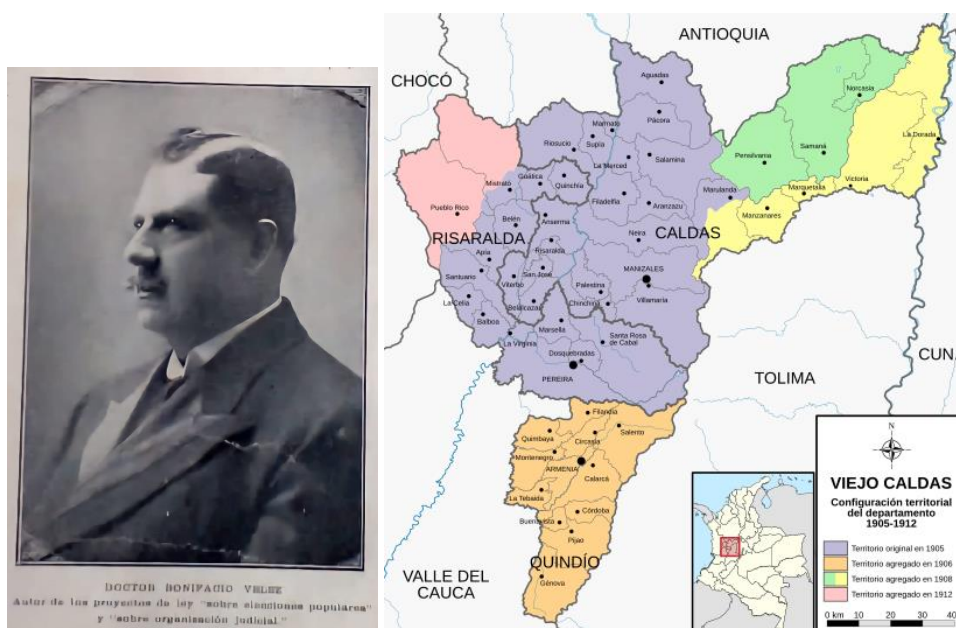 DOCTOR BONIFACIO VELEZ
Autor de los proyectos de ley "sobre elecciones populares"
y "sobre organización judicial."
ANTIOQUIA
CHOCÓ
Aguadas
Norcasia
Pácora
Marmato
La Dorada
Riosucio
Supía
Samaná
La Merced
Salamina
Pensilvania
Guática
Quinchía
Mistrató
Marulanda
Marquetalia
Victoria
Filadelfia
Aranzazu
Pueblo Rico
Manzanares
Belén
Anserma
RISARALDA
Neira
CALDAS
Risaralda
Apía
Santuario
San José
MANIZALES
Viterbo
Palestina
Villamaría
La Celia
Belalcazar
Chinchiná
Balboa
Marsella
La Virginia
Santa Rosa
de Cabal
Dosquebradas
CUN.
PEREIRA
TOLIMA
Filandia
Quimbaya
Circasia
Salento
Montenegro
ARMENIA
Calarcá
La Tebaida
Córdoba
Buenavista
Pijao
QUINDÍO
VALLE DEL
CAUCA
Génova
N
VIEJO CALDAS
Configuración territorial
del departamento
1905-1912
Territorio original en 1905
Territorio agregado en 1906
Territorio agregado en 1908
Territorio agregado en 1912
0 km 10 20 30 40